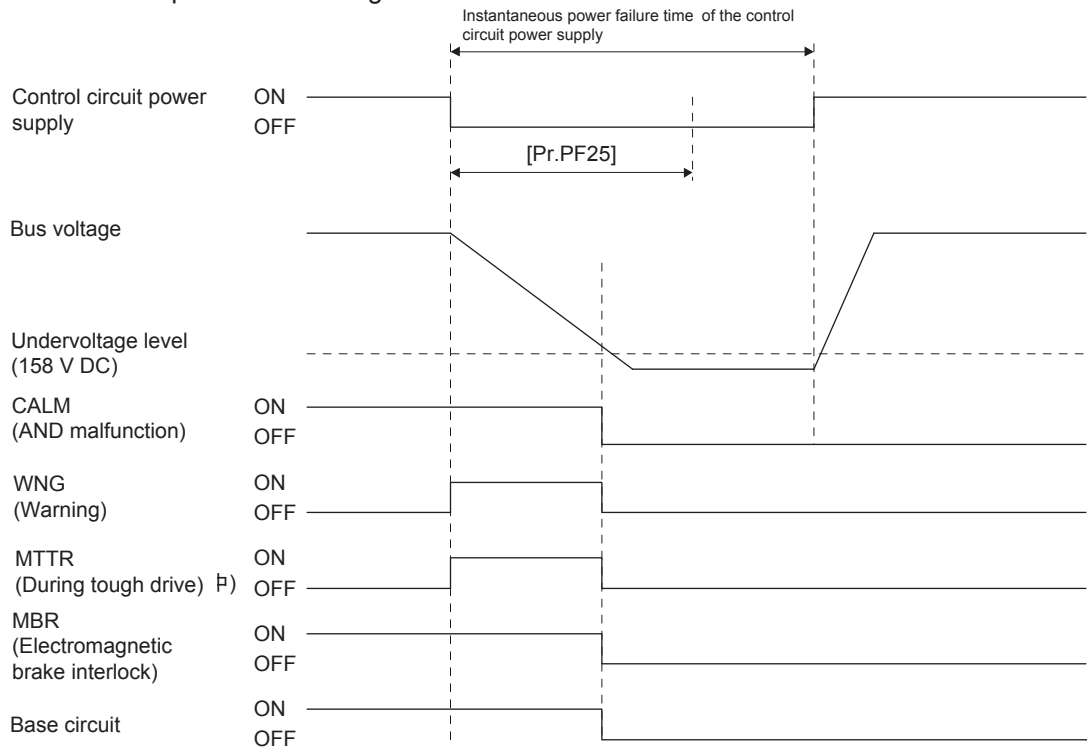 Instantaneous power failure time of the control
circuit power supply
Control circuit power
supply
ON
OFF
[Pr.PF25]
Bus voltage
Undervoltage level
(158 V DC)
CALM
(AND malfunction)
ON
OFF
WNG
(Warning)
ON
OFF
MTTR
(During tough drive)
ON
OFF
MBR
(Electromagnetic
brake interlock)
ON
OFF
Base circuit
ON
OFF